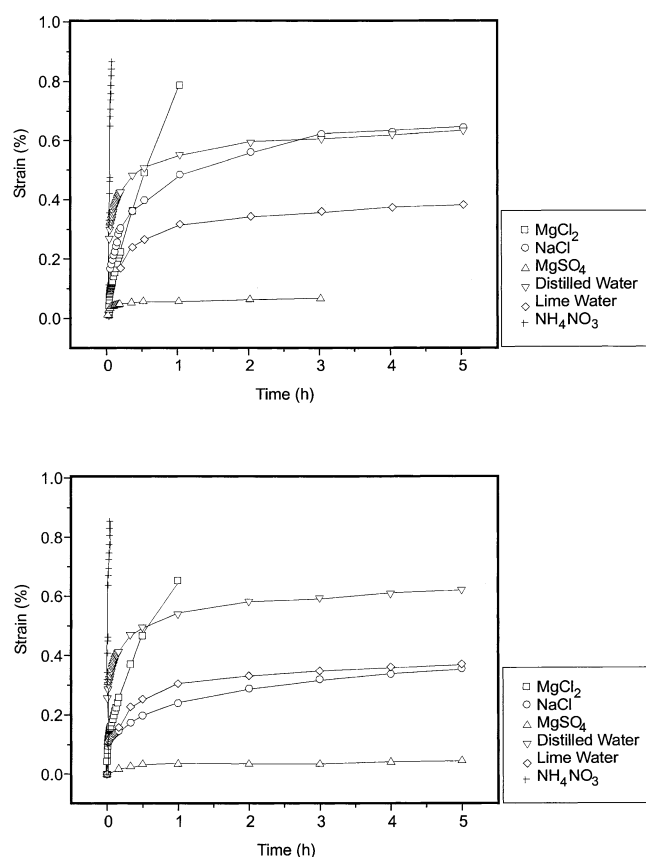 1.0
0.8
0.6
0.4
0.2
0.0
Strain (%)
0 1 2 3 4 5
Time (h)
MgCl2
NaCl
MgSO4
Distilled Water
Lime Water
NH4NO3
1.0
0.8
0.6
0.4
0.2
0.0
Strain (%)
0 1 2 3 4 5
Time (h)
MgCl2
NaCl
MgSO4
Distilled Water
Lime Water
NH4NO3